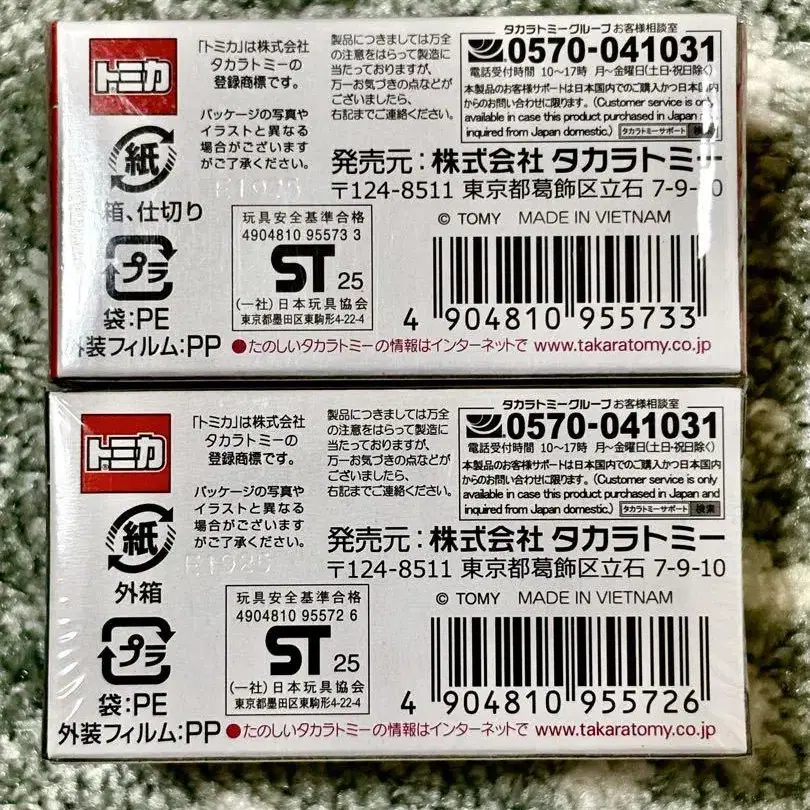 トミカ
「トミカ」は株式会社
タカラトミーの
登録商標です。
パッケージの写真や
イラストと異なる
場合がございます
がご了承ください。
製品につきましては万全
の注意をはらって製造に
当たっておりますが、
万一お気づきの点などが
ございましたら、
右記までご連絡ください。
タカラトミーグループ お客様相談室
0570-041031
電話受付時間 10〜17時 月〜金曜日(土日・祝日除く)
本製品のお客様サポートは日本国内でのご購入かつ日本国内
からのお問い合わせに限ります。(Customer service is only
available in case this product purchased in Japan and
inquired from Japan domestic.) タカラトミーサポート 検索
発売元:株式会社 タカラトミー
〒124-8511 東京都葛飾区立石 7-9-10
© TOMY MADE IN VIETNAM
紙
箱、仕切り
プラ
袋:PE
外装フィルム:PP
E1925
玩具安全基準合格
4904810 95573 3
ST 25
(一社)日本玩具協会
東京都墨田区東駒形4-22-4
4 904810 955733
●たのしいタカラトミーの情報はインターネットで www.takaratomy.co.jp
トミカ
「トミカ」は株式会社
タカラトミーの
登録商標です。
パッケージの写真や
イラストと異なる
場合がございます
がご了承ください。
製品につきましては万全
の注意をはらって製造に
当たっておりますが、
万一お気づきの点などが
ございましたら、
右記までご連絡ください。
タカラトミーグループ お客様相談室
0570-041031
電話受付時間 10〜17時 月〜金曜日(土日・祝日除く)
本製品のお客様サポートは日本国内でのご購入かつ日本国内
からのお問い合わせに限ります。(Customer service is only
available in case this product purchased in Japan and
inquired from Japan domestic.) タカラトミーサポート 検索
発売元:株式会社 タカラトミー
〒124-8511 東京都葛飾区立石 7-9-10
© TOMY MADE IN VIETNAM
紙
外箱
プラ
袋:PE
外装フィルム:PP
E1925
玩具安全基準合格
4904810 95572 6
ST 25
(一社)日本玩具協会
東京都墨田区東駒形4-22-4
4 904810 955726
●たのしいタカラトミーの情報はインターネットで www.takaratomy.co.jp